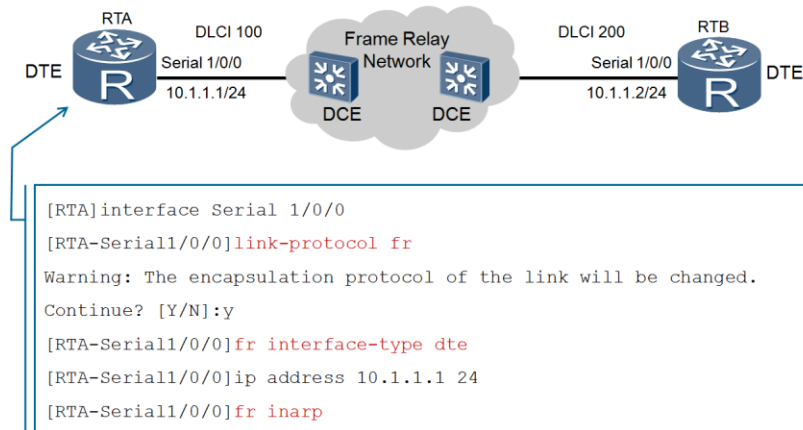 RTA
DLCI 100
Frame Relay
Network
DLCI 200
RTB
DTE
Serial 1/0/0
Serial 1/0/0
DTE
R
R
10.1.1.1/24
10.1.1.2/24
DCE
DCE
[RTA]interface Serial 1/0/0
[RTA-Serial1/0/0]link-protocol fr
Warning: The encapsulation protocol of the link will be changed.
Continue? [Y/N]:y
[RTA-Serial1/0/0]fr interface-type dte
[RTA-Serial1/0/0]ip address 10.1.1.1 24
[RTA-Serial1/0/0]fr inarp